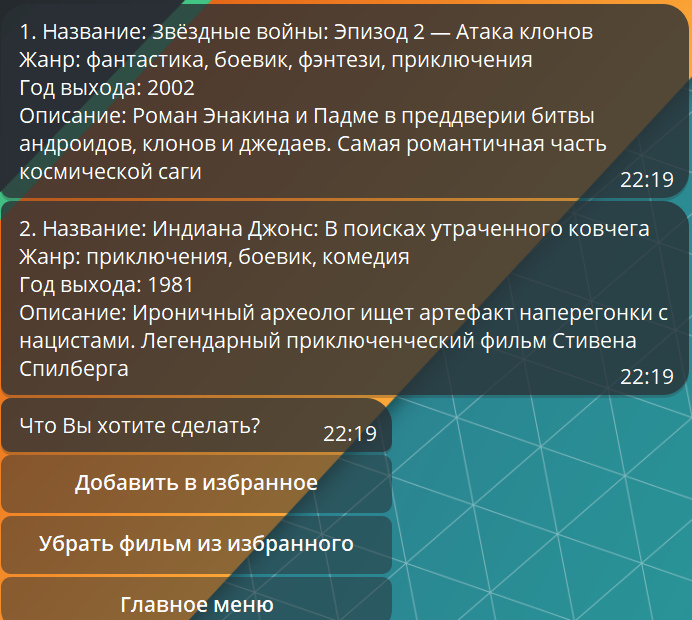 1. Название: Звёздные войны: Эпизод 2 — Атака клонов
Жанр: фантастика, боевик, фэнтези, приключения
Год выхода: 2002
Описание: Роман Энакина и Падме в преддверии битвы
андроидов, клонов и джедаев. Самая романтичная часть
космической саги
22:19
2. Название: Индиана Джонс: В поисках утраченного ковчега
Жанр: приключения, боевик, комедия
Год выхода: 1981
Описание: Ироничный археолог ищет артефакт наперегонки с
нацистами. Легендарный приключенческий фильм Стивена
Спилберга
22:19
Что Вы хотите сделать?
22:19
Добавить в избранное
Убрать фильм из избранного
Главное меню